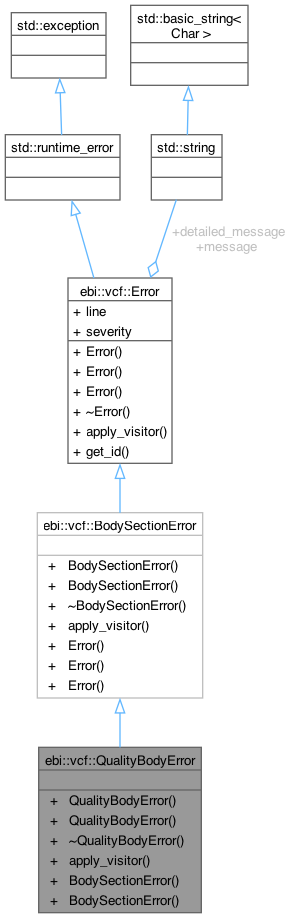 std::exception
std::basic_string<
Char >
std::runtime_error
std::string
+detailed_message
+message
ebi::vcf::Error
+ line
+ severity
+ Error()
+ Error()
+ Error()
+ ~Error()
+ apply_visitor()
+ get_id()
ebi::vcf::BodySectionError
+ BodySectionError()
+ BodySectionError()
+ ~BodySectionError()
+ apply_visitor()
+ Error()
+ Error()
+ Error()
ebi::vcf::QualityBodyError
+ QualityBodyError()
+ QualityBodyError()
+ ~QualityBodyError()
+ apply_visitor()
+ BodySectionError()
+ BodySectionError()